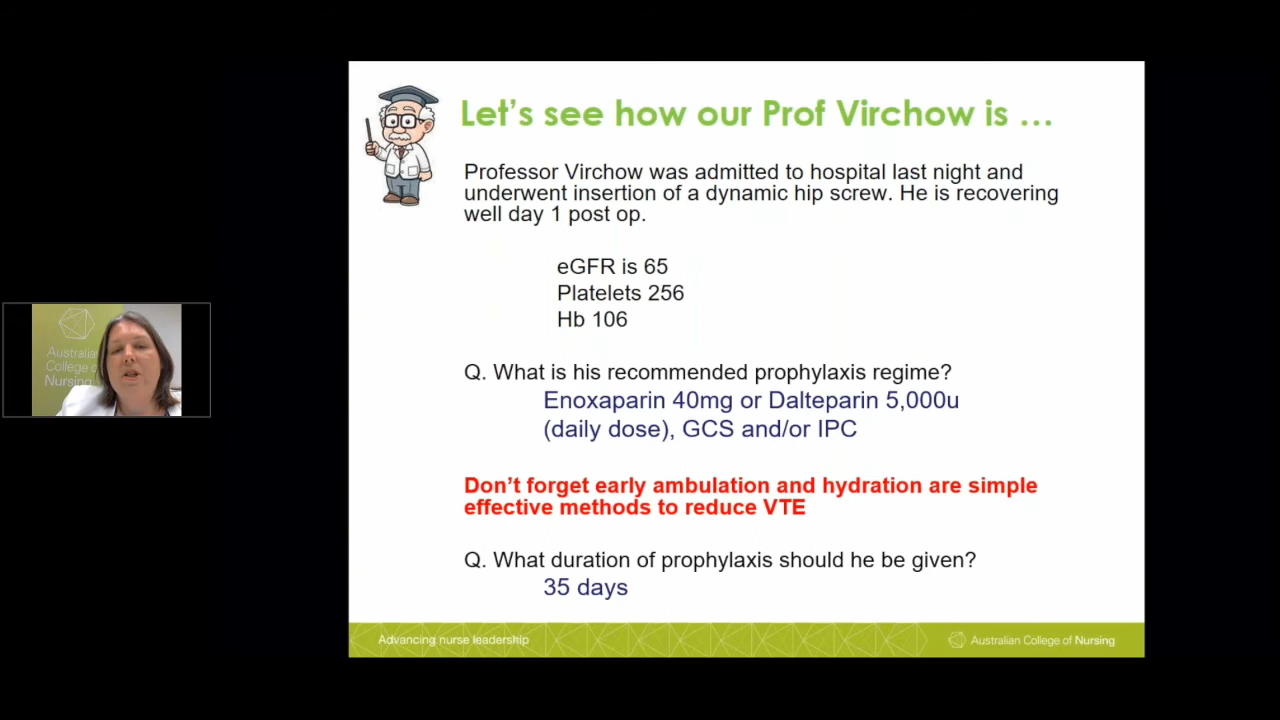 Let's see how our Prof Virchow is …
Professor Virchow was admitted to hospital last night and
underwent insertion of a dynamic hip screw. He is recovering
well day 1 post op.
eGFR is 65
Platelets 256
Hb 106
Q. What is his recommended prophylaxis regime?
Enoxaparin 40mg or Dalteparin 5,000u
(daily dose), GCS and/or IPC
Don't forget early ambulation and hydration are simple
effective methods to reduce VTE
Q. What duration of prophylaxis should he be given?
35 days
Advancing nurse leadership
Australian College of Nursing
Australia
College of
Nursing